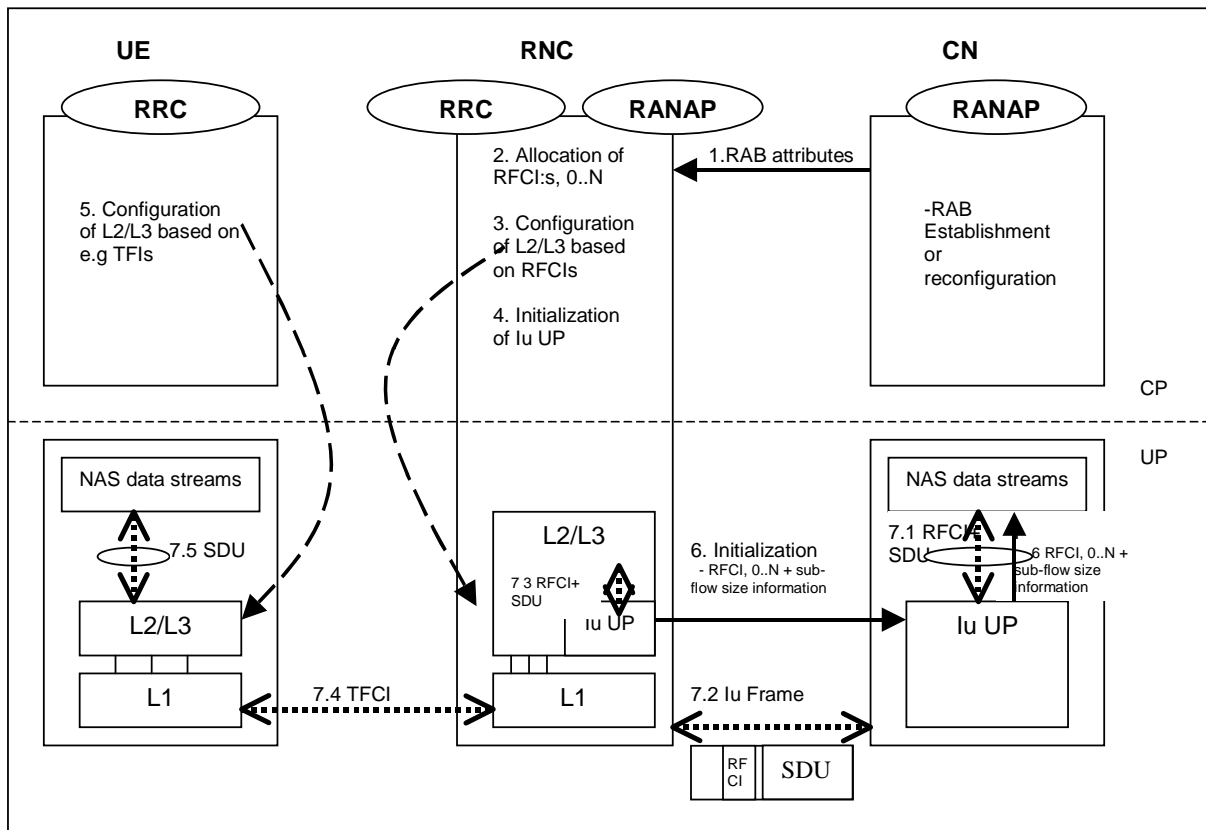 UE
RNC
CN
RRC
RRC
RANAP
RANAP
2. Allocation of
RFCI:s, 0..N
1.RAB attributes
5. Configuration
of L2/L3 based on
e.g TFIs
3. Configuration
of L2/L3 based
on RFCIs
-RAB
Establishment
or
reconfiguration
4. Initialization
of Iu UP
CP
UP
NAS data streams
NAS data streams
7.5 SDU
L2/L3
7 3 RFCI+
SDU
6. Initialization
- RFCI, 0..N + sub-
flow size information
7.1 RFCI+
SDU
6 RFCI, 0..N +
sub-flow size
information
L2/L3
Iu UP
Iu UP
L1
7.4 TFCI
L1
7.2 Iu Frame
RF
CI
SDU